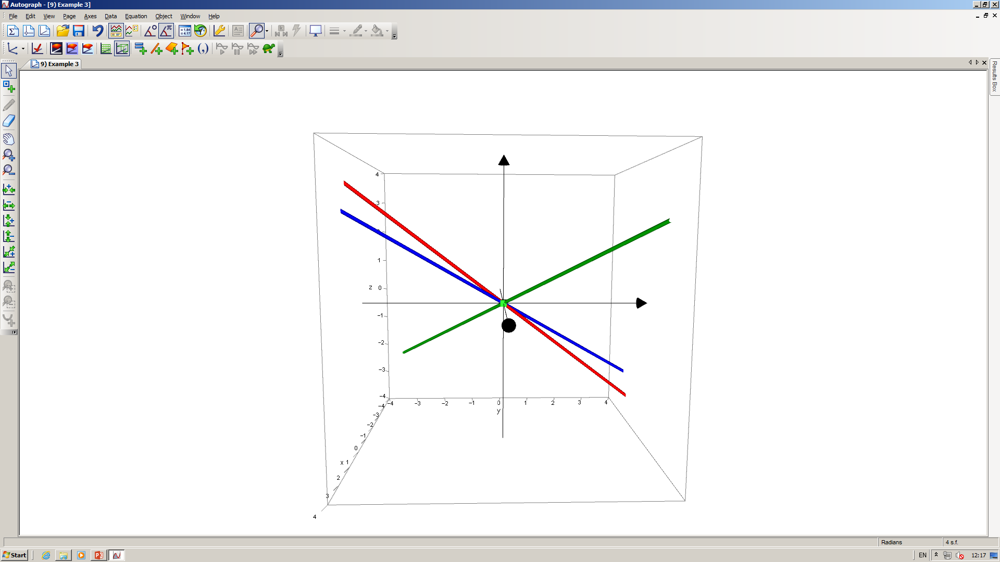 Autograph - [9) Example 3]
File Edit View Page Axes Data Equation Object Window Help
9) Example 3
Results Box
4
3
1
z 0
−1
−2
−3
−4
−4 −3 −2 −1 0 1 2 3 4
y
−4
−3
−2
−1
0
x 1
2
3
4
Radians 4 s.f.
Start EN 12:17